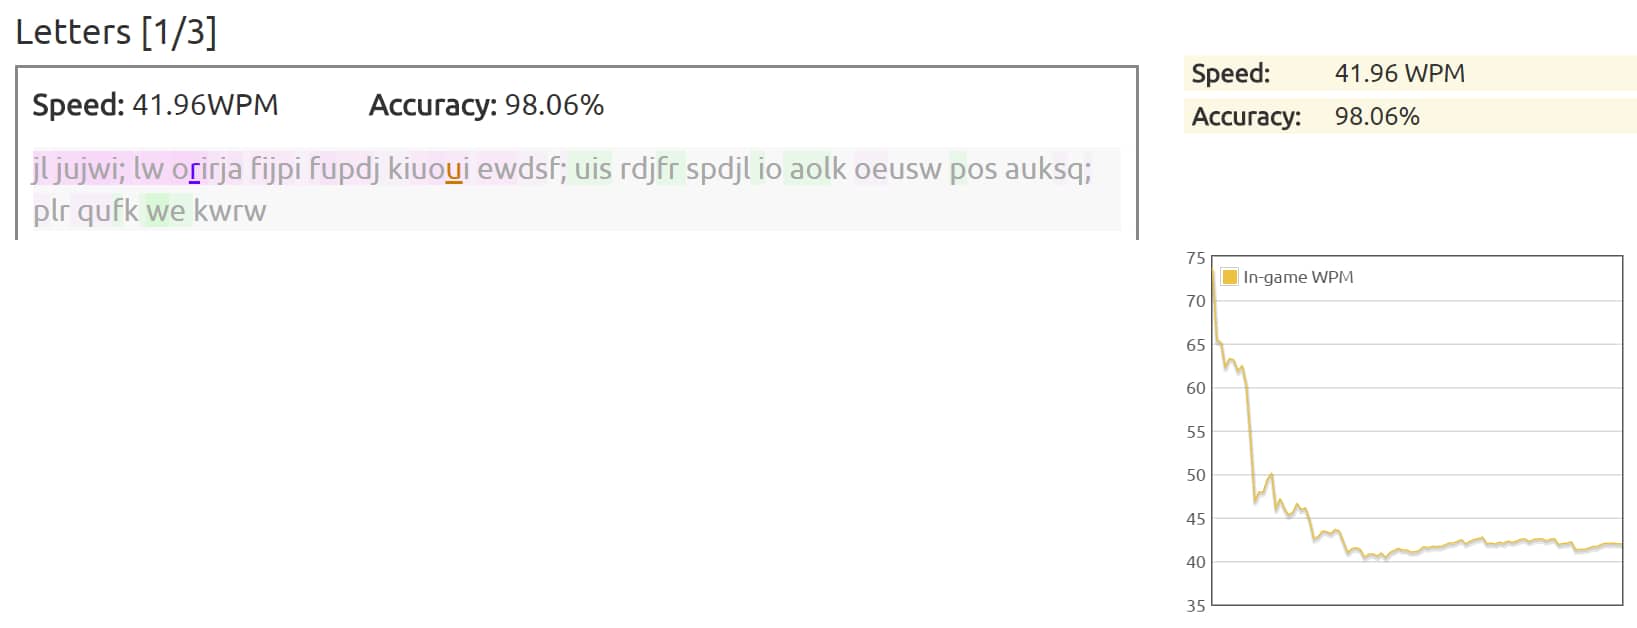 Letters [1/3]
Speed: 41.96WPM Accuracy: 98.06%
jl jujwi; lw orirja fijpi fupdj kiuoui ewdsf; uis rdjfr spdjl io aolk oeusw pos auksq;
plr qufk we kwrw
Speed: 41.96 WPM
Accuracy: 98.06%
In-game WPM
75
70
65
60
55
50
45
40
35